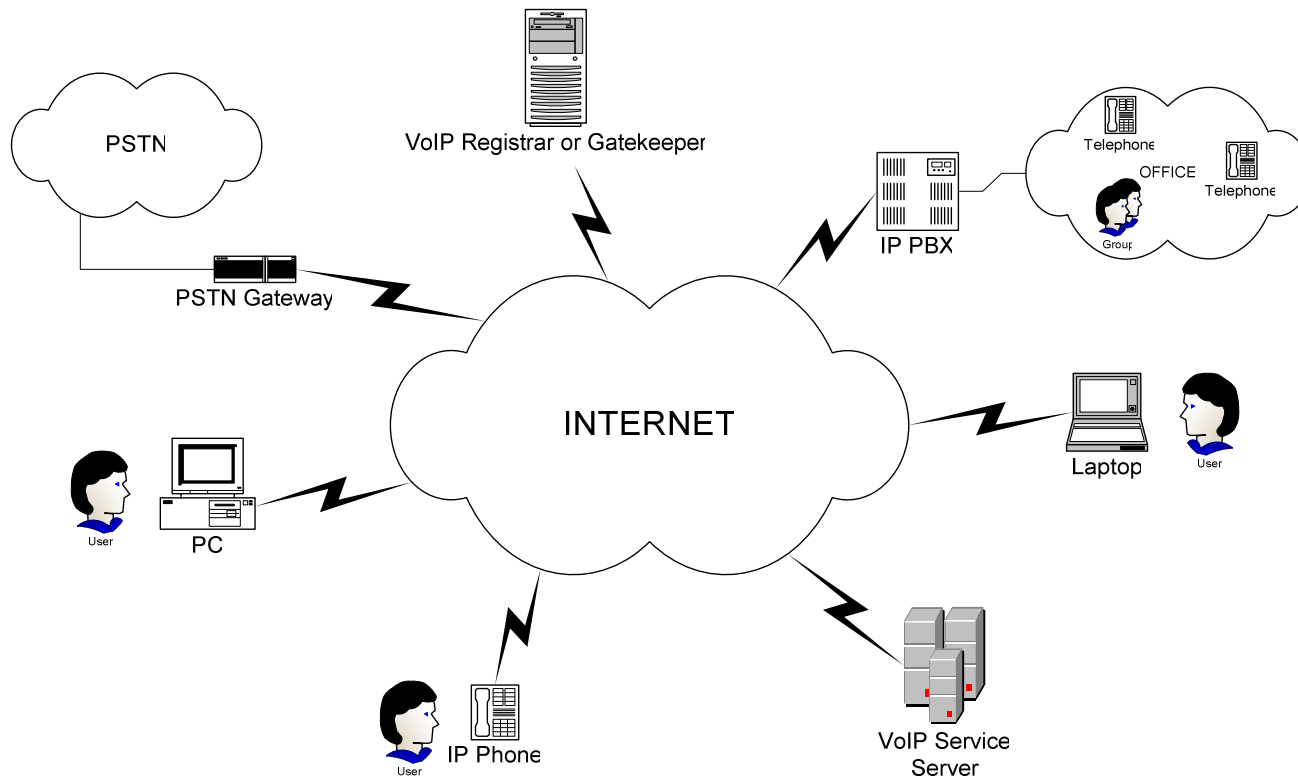 VoIP Registrar or Gatekeeper
PSTN
Telephone
OFFICE
Telephone
Group
IP PBX
PSTN Gateway
INTERNET
Laptop
User
User
PC
User
IP Phone
VoIP Service
Server